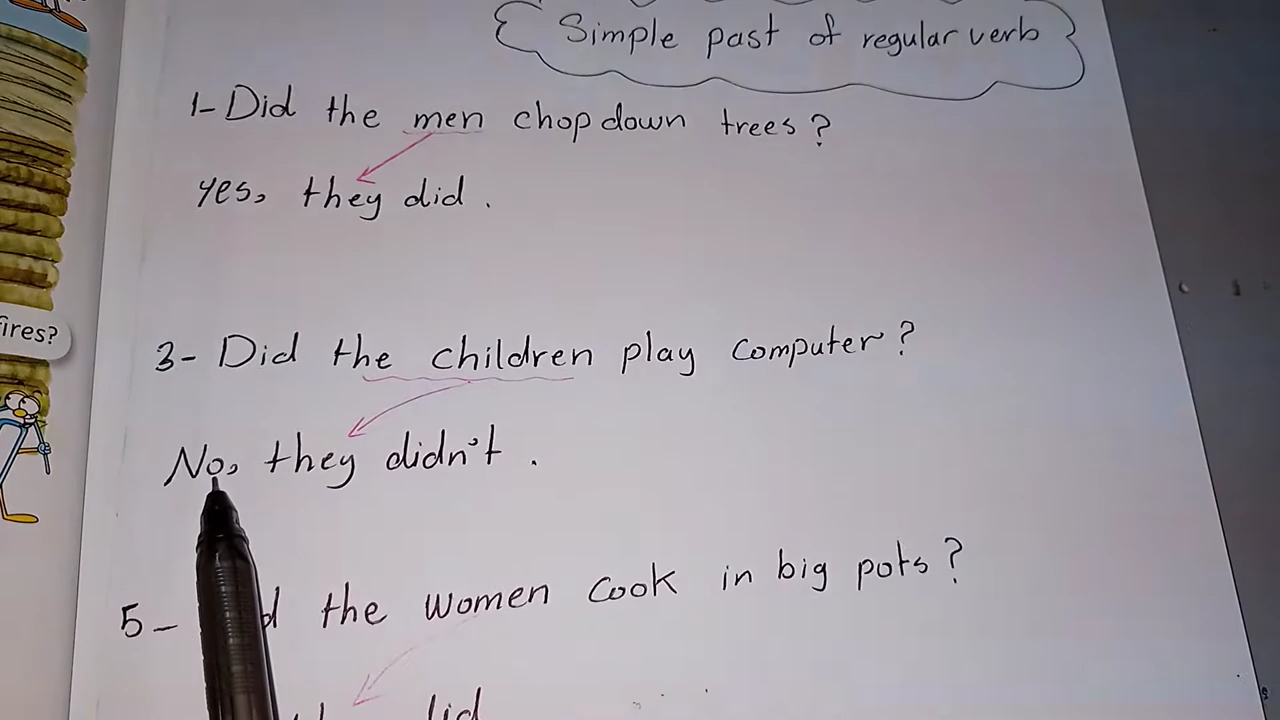 Simple past of regular verb
1- Did the men chop down trees?
yes, they did.
fires?
3- Did the children play computer?
No, they didn't.
5- the women cook in big pots?